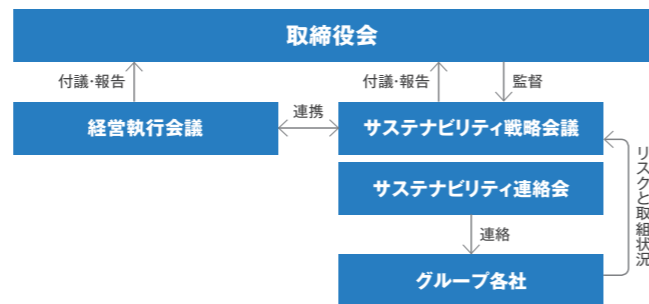 取締役会
付議・報告
付議・報告
監督
経営執行会議
連携
サステナビリティ戦略会議
サステナビリティ連絡会
連絡
グループ各社
リスクと取組状況